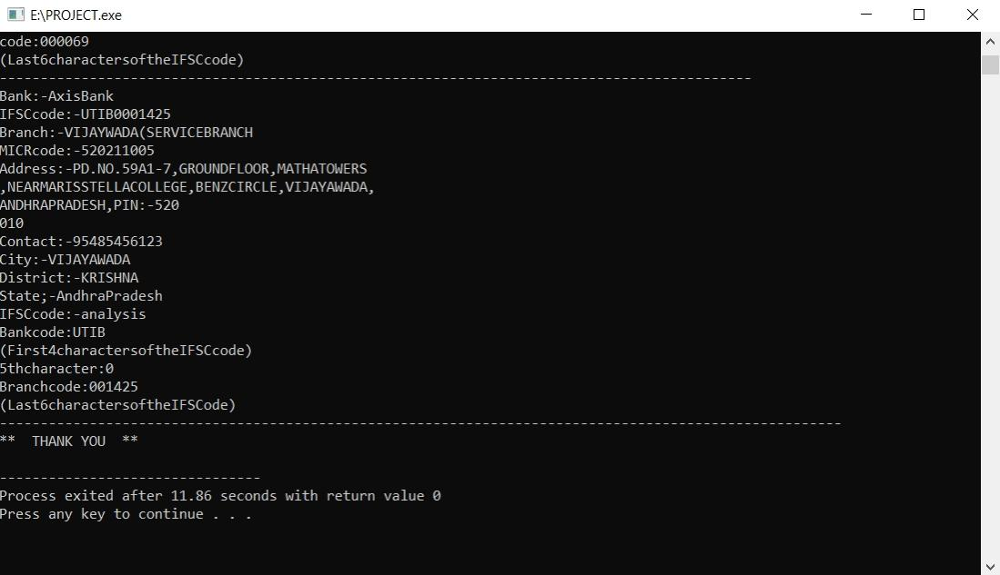 E:\PROJECT.exe
code:000069
(Last6charactersoftheIFSCcode)
--------------------------------------------------------------------------------------------
Bank:-AxisBank
IFSCcode:-UTIB0001425
Branch:-VIJAYWADA(SERVICEBRANCH
MICRcode:-520211005
Address:-PD.NO.59A1-7,GROUNDFLOOR,MATHATOWERS
,NEARMARISSTELLACOLLEGE,BENZCIRCLE,VIJAYAWADA,
ANDHRAPRADESH,PIN:-520
010
Contact:-95485456123
City:-VIJAYAWADA
District:-KRISHNA
State;-AndhraPradesh
IFSCcode:-analysis
Bankcode:UTIB
(First4charactersoftheIFSCcode)
5thcharacter:0
Branchcode:001425
(Last6charactersoftheIFSCode)
-------------------------------------------------------------------------------------------------------
**  THANK YOU  **
--------------------------------
Process exited after 11.86 seconds with return value 0
Press any key to continue . . .